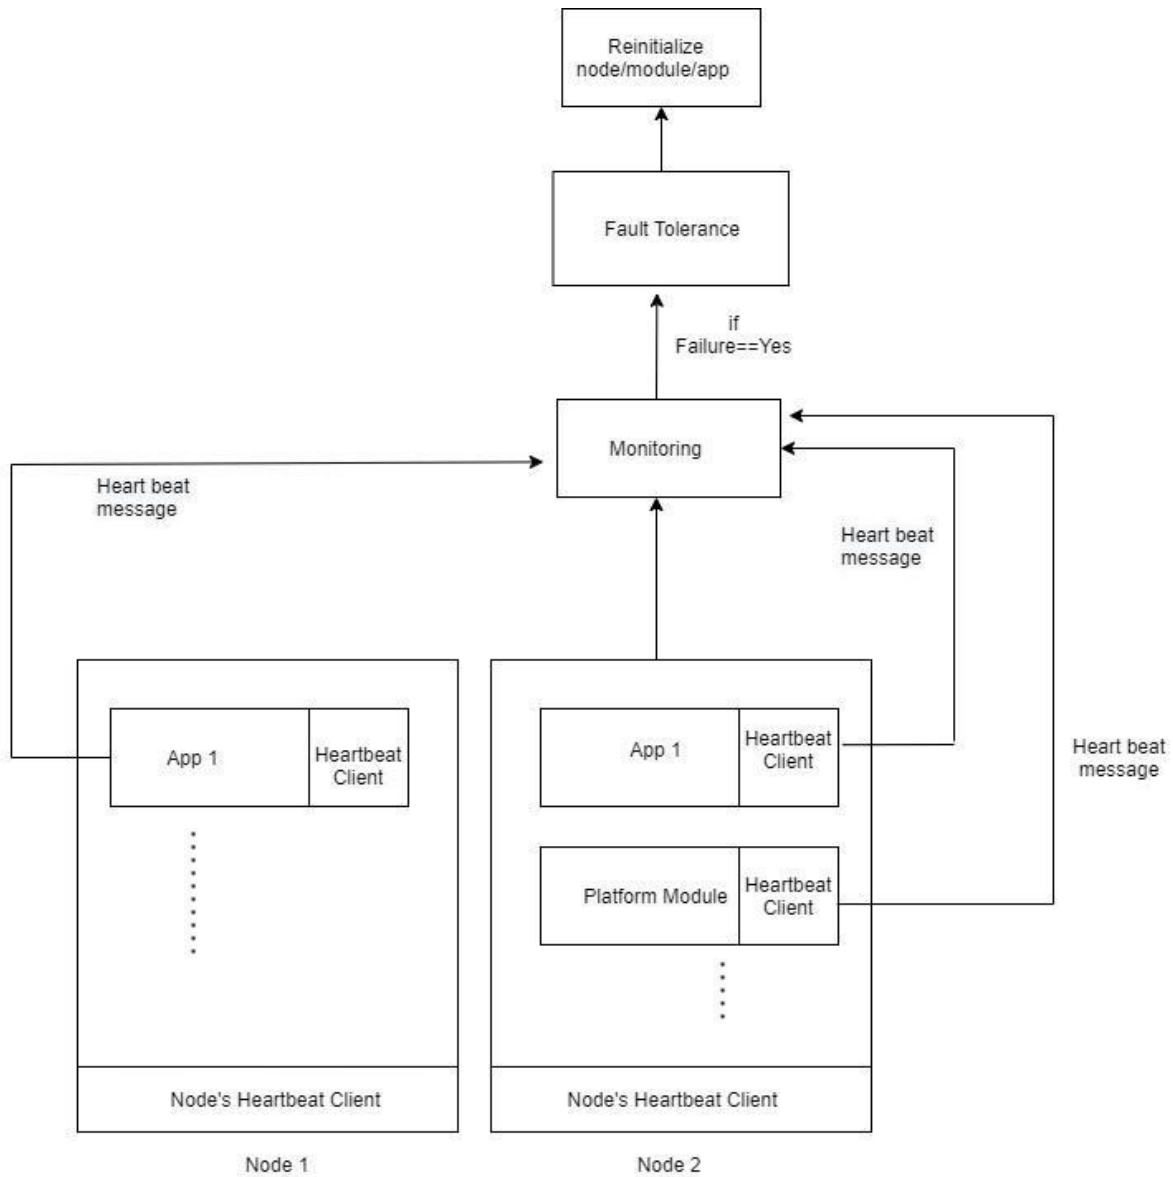 Reinitialize
node/module/app
Fault Tolerance
if
Failure==Yes
Monitoring
Heart beat
message
Heart beat
message
Heart beat
message
App 1
Heartbeat
Client
App 1
Heartbeat
Client
Platform Module
Heartbeat
Client
Node's Heartbeat Client
Node's Heartbeat Client
Node 1
Node 2